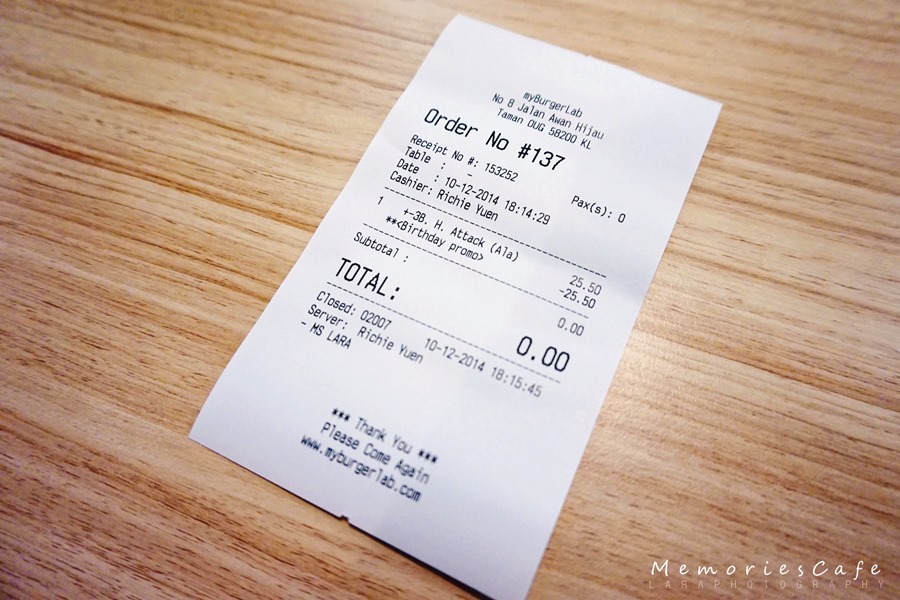 myBurgerLab
No 8 Jalan Awan Hijau
Taman OUG 58200 KL
Order No #137
Receipt No #: 153252
Table : - Pax(s): 0
Date : 10-12-2014 18:14:29
Cashier: Richie Yuen
1 +-3B. H. Attack (Ala) 25.50
**<Birthday promo> -25.50
Subtotal : 0.00
TOTAL: 0.00
Closed: 02007 10-12-2014 18:15:45
Server: Richie Yuen
- MS LARA
*** Thank You ***
Please Come Again
www.myburgerlab.com
MemoriesCafe
LARAPHOTOGRAPHY